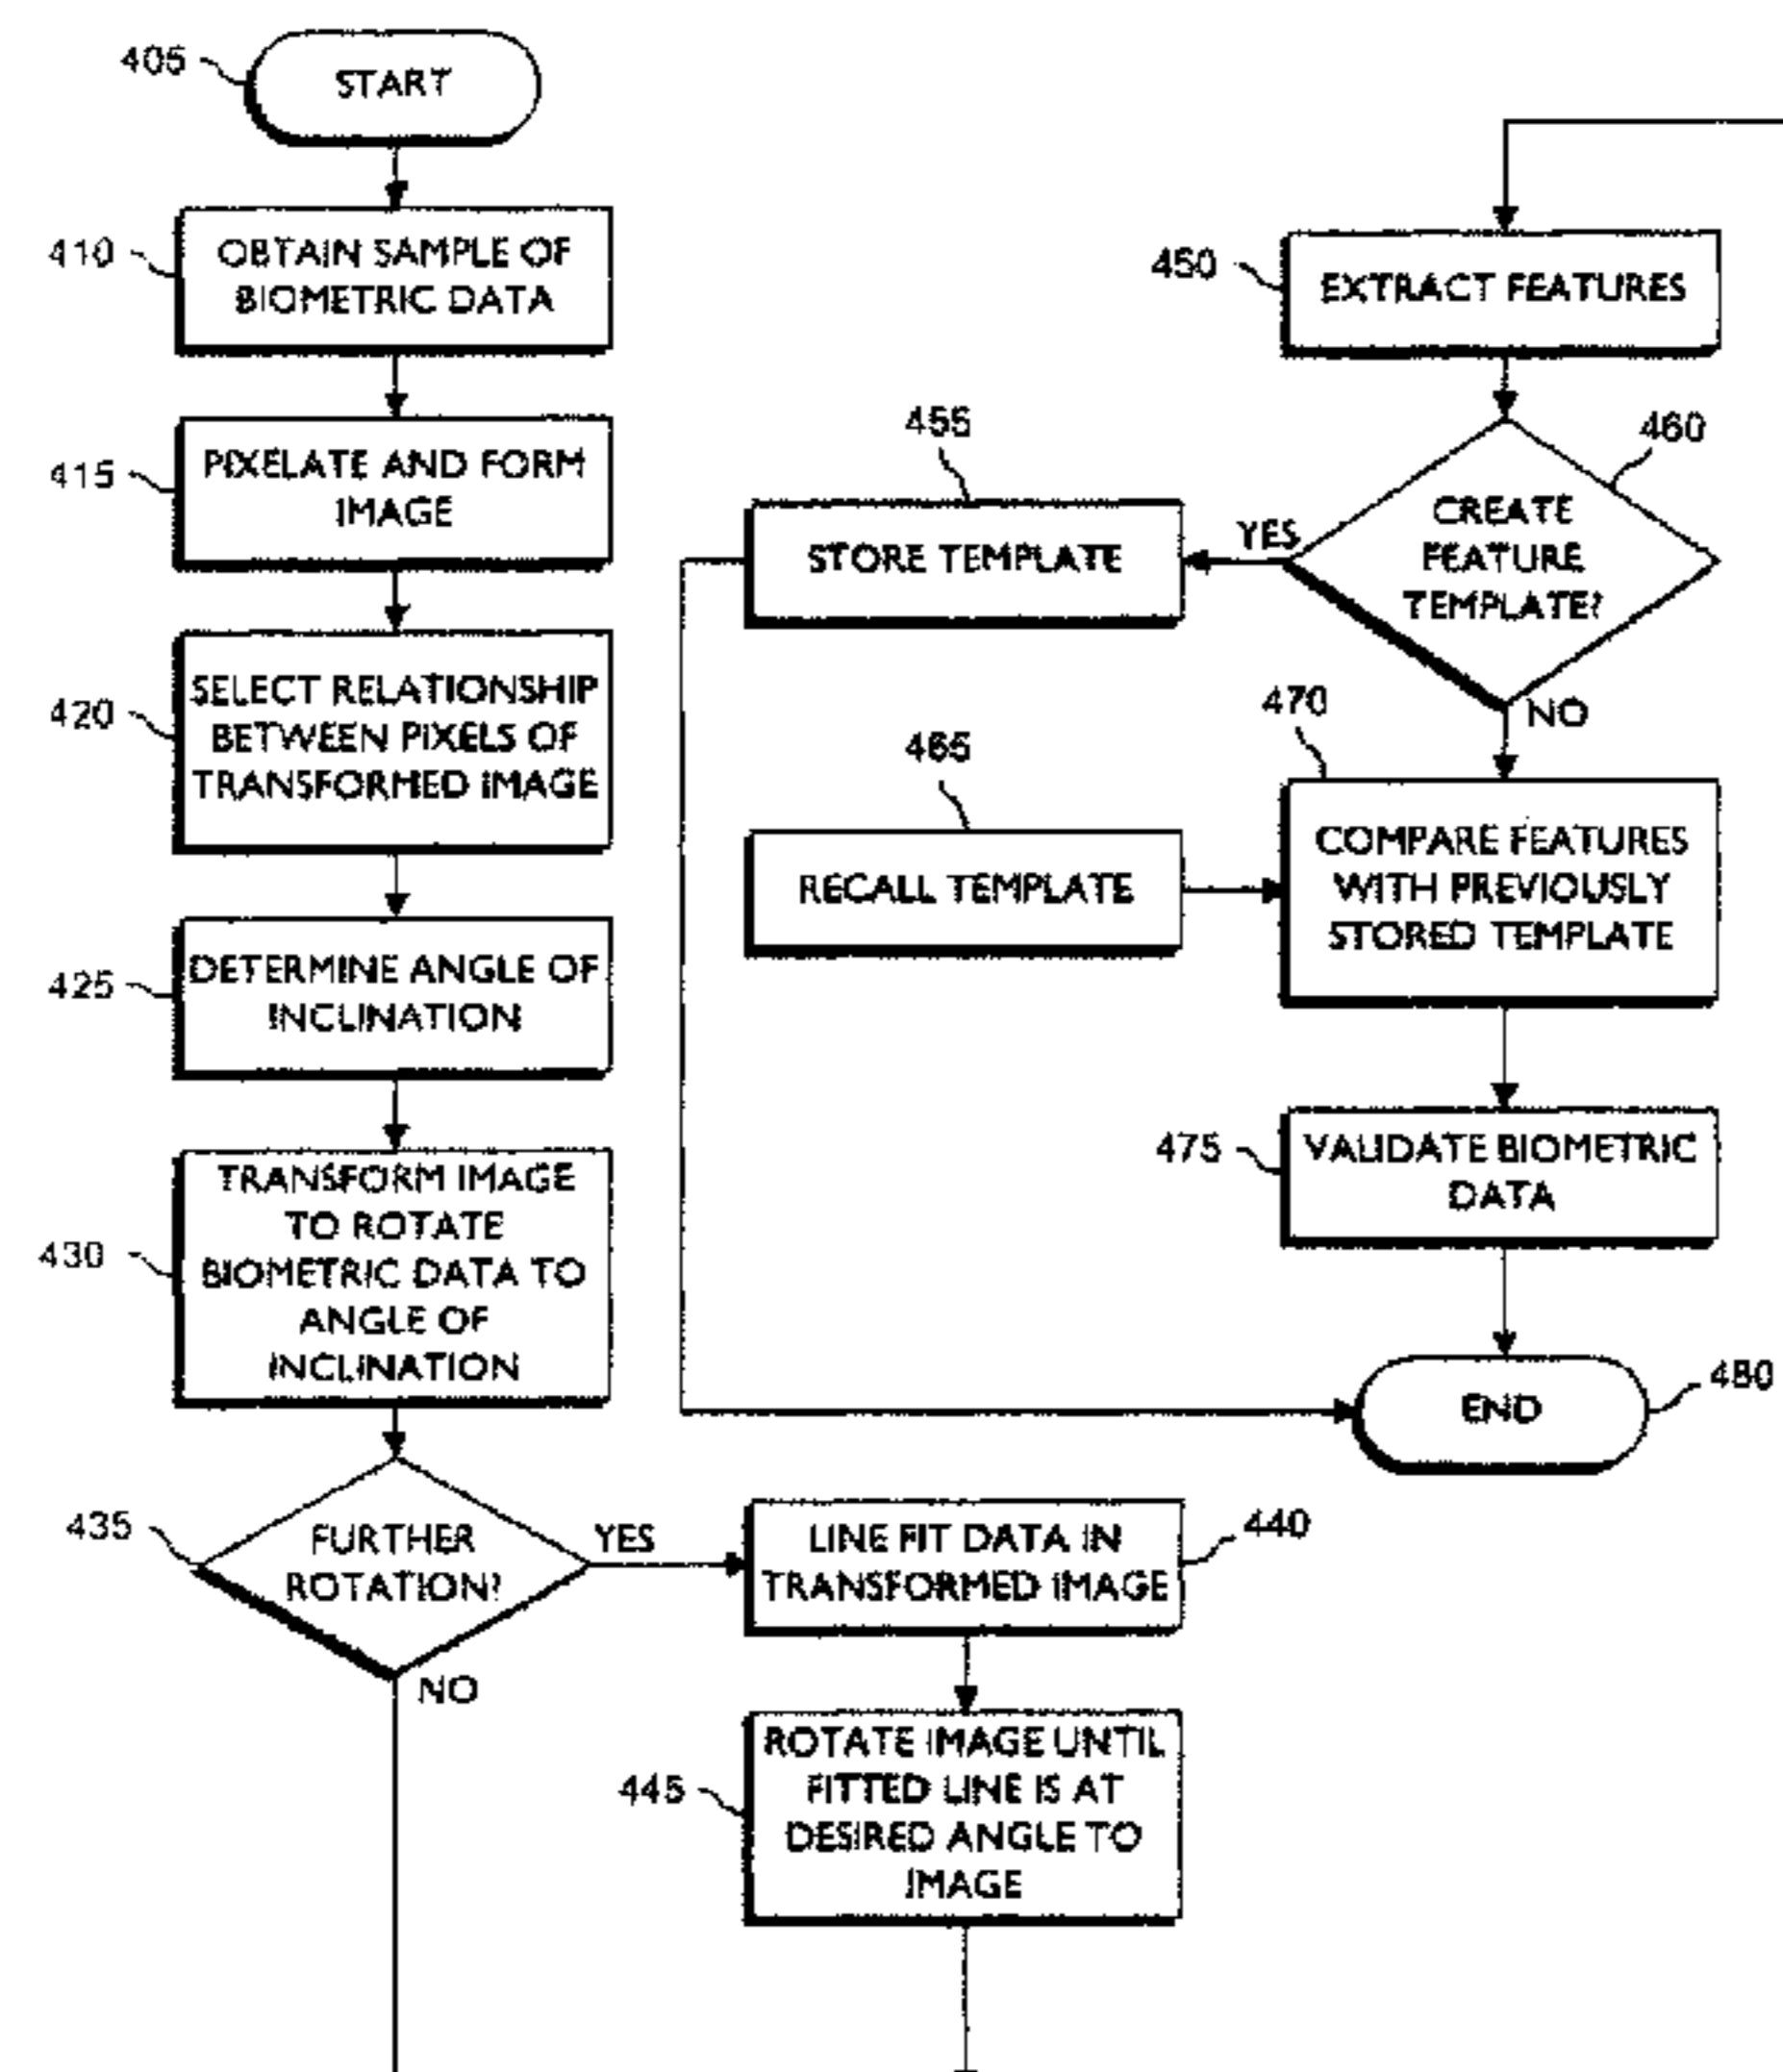 405
START
410
OBTAIN SAMPLE OF
BIOMETRIC DATA
415
PIXELATE AND FORM
IMAGE
420
SELECT RELATIONSHIP
BETWEEN PIXELS OF
TRANSFORMED IMAGE
425
DETERMINE ANGLE OF
INCLINATION
430
TRANSFORM IMAGE
TO ROTATE
BIOMETRIC DATA TO
ANGLE OF
INCLINATION
435
FURTHER
ROTATION?
YES
NO
440
LINE FIT DATA IN
TRANSFORMED IMAGE
445
ROTATE IMAGE UNTIL
FITTED LINE IS AT
DESIRED ANGLE TO
IMAGE
450
EXTRACT FEATURES
460
CREATE
FEATURE
TEMPLATE?
YES
NO
455
STORE TEMPLATE
465
RECALL TEMPLATE
470
COMPARE FEATURES
WITH PREVIOUSLY
STORED TEMPLATE
475
VALIDATE BIOMETRIC
DATA
480
END